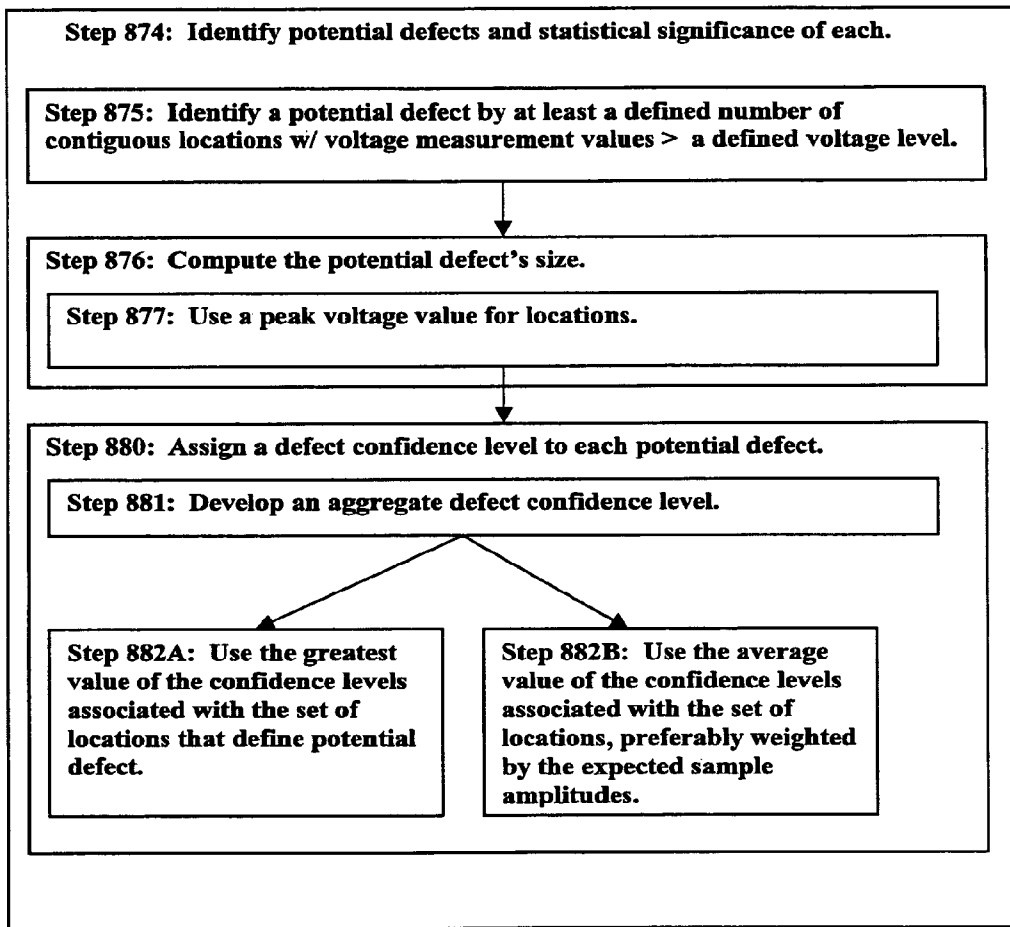 Step 874: Identify potential defects and statistical significance of each.
Step 875: Identify a potential defect by at least a defined number of
contiguous locations w/ voltage measurement values > a defined voltage level.
Step 876: Compute the potential defect's size.
Step 877: Use a peak voltage value for locations.
Step 880: Assign a defect confidence level to each potential defect.
Step 881: Develop an aggregate defect confidence level.
Step 882A: Use the greatest
value of the confidence levels
associated with the set of
locations that define potential
defect.
Step 882B: Use the average
value of the confidence levels
associated with the set of
locations, preferably weighted
by the expected sample
amplitudes.